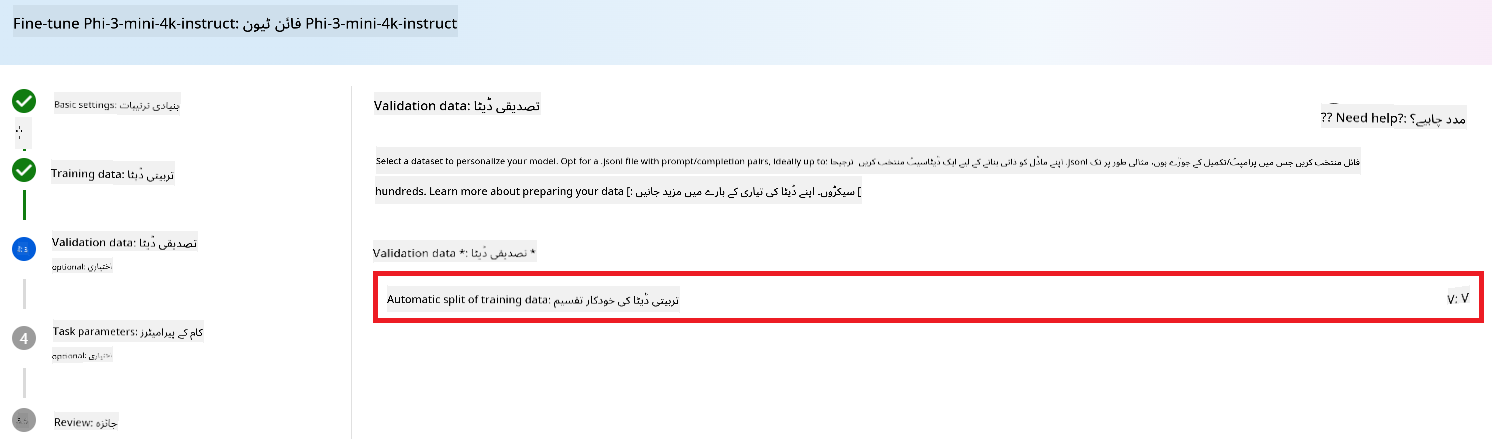 Fine-tune Phi-3-mini-4k-instruct: فائن ٹیون Phi-3-mini-4k-instruct
Basic settings: بنیادی ترتیبات
Training data: تربیتی ڈیٹا
Validation data: تصدیقی ڈیٹا
optional: اختیاری
4
Task parameters: کام کے پیرامیٹرز
optional: اختیاری
Review: جائزہ
Validation data: تصدیقی ڈیٹا
?? Need help?: مدد چاہیے؟
Select a dataset to personalize your model. Opt for a .jsonl file with prompt/completion pairs, ideally up to: اپنے ماڈل کو ذاتی بنانے کے لیے ایک ڈیٹاسیٹ منتخب کریں۔ ترجیحاً .jsonl فائل منتخب کریں جس میں پرامپٹ/تکمیل کے جوڑے ہوں، مثالی طور پر تک
hundreds. Learn more about preparing your data [: سیکڑوں۔ اپنے ڈیٹا کی تیاری کے بارے میں مزید جانیں [
Validation data *: تصدیقی ڈیٹا *
Automatic split of training data: تربیتی ڈیٹا کی خودکار تقسیم
V: V